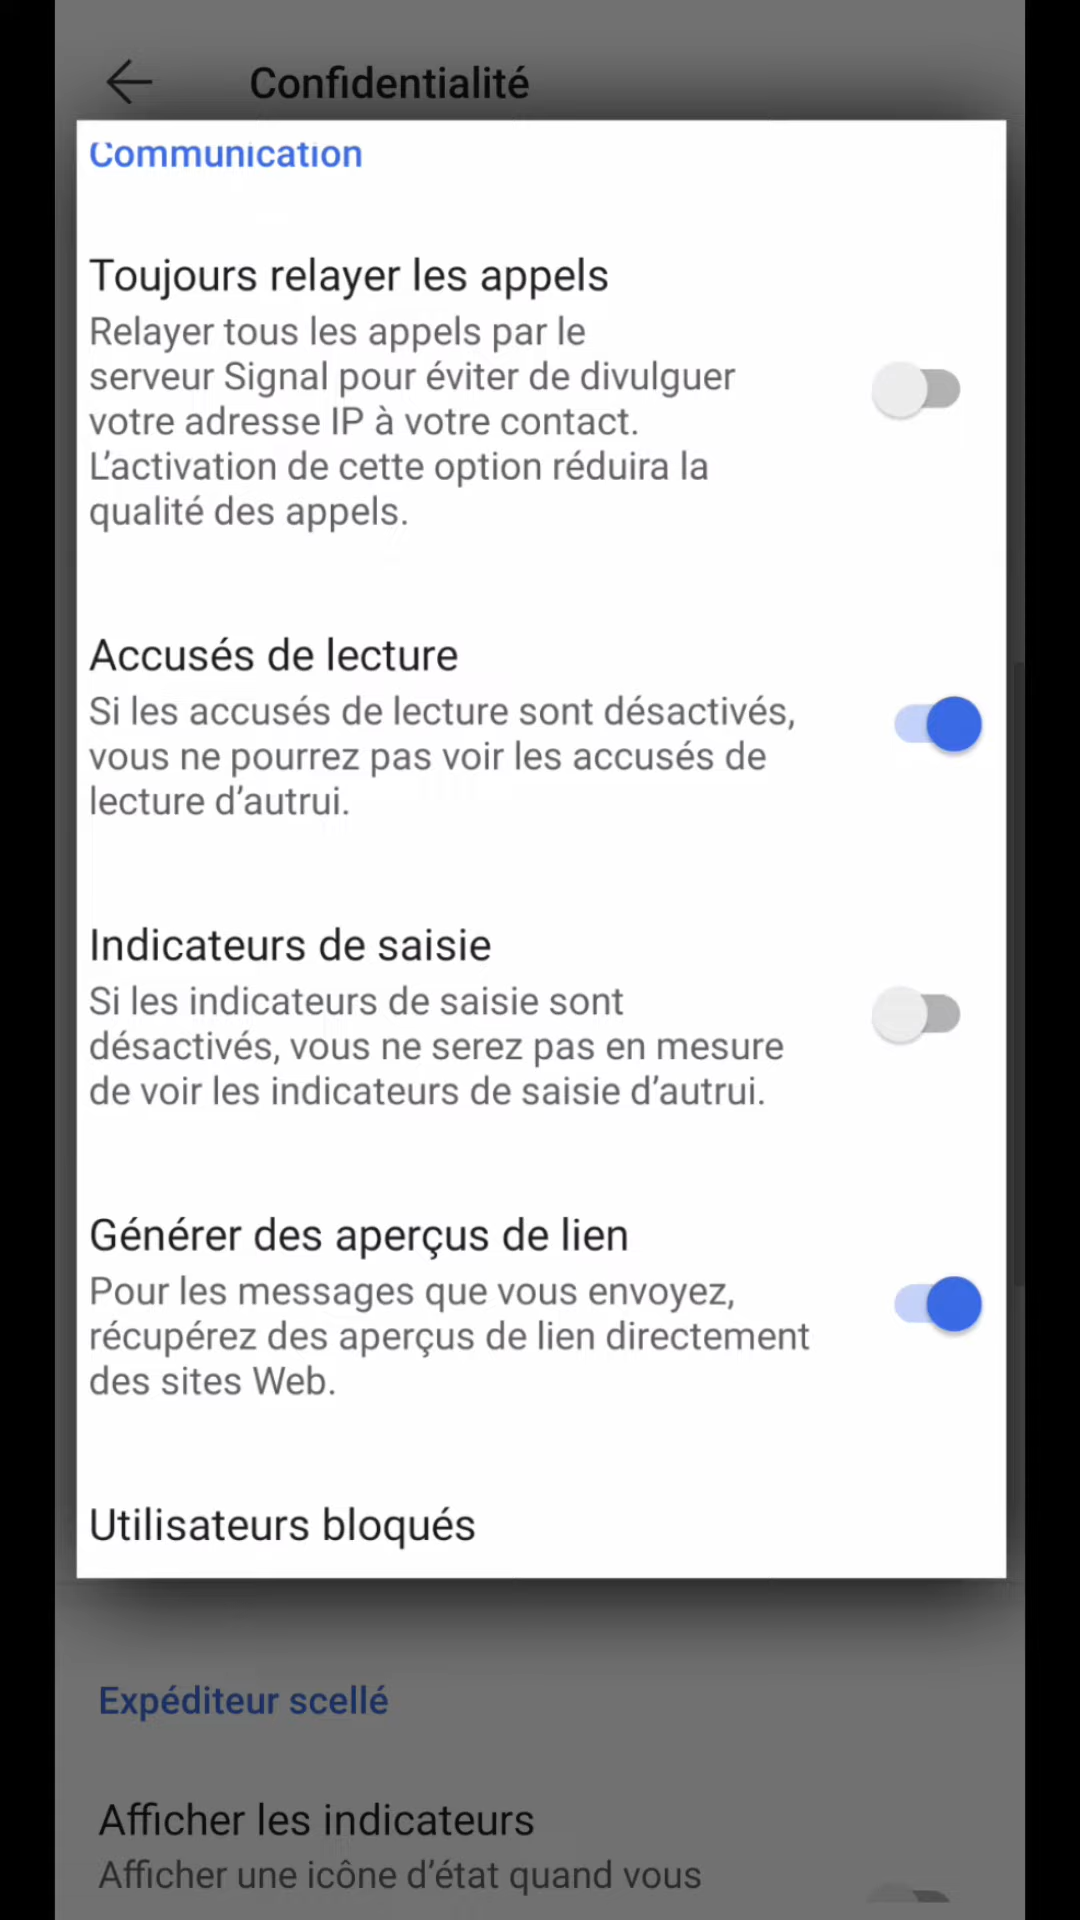 Confidentialité
Communication
Toujours relayer les appels
Relayer tous les appels par le
serveur Signal pour éviter de divulguer
votre adresse IP à votre contact.
L’activation de cette option réduira la
qualité des appels.
Accusés de lecture
Si les accusés de lecture sont désactivés,
vous ne pourrez pas voir les accusés de
lecture d’autrui.
Indicateurs de saisie
Si les indicateurs de saisie sont
désactivés, vous ne serez pas en mesure
de voir les indicateurs de saisie d’autrui.
Générer des aperçus de lien
Pour les messages que vous envoyez,
récupérez des aperçus de lien directement
des sites Web.
Utilisateurs bloqués
Expéditeur scellé
Afficher les indicateurs
Afficher une icône d’état quand vous